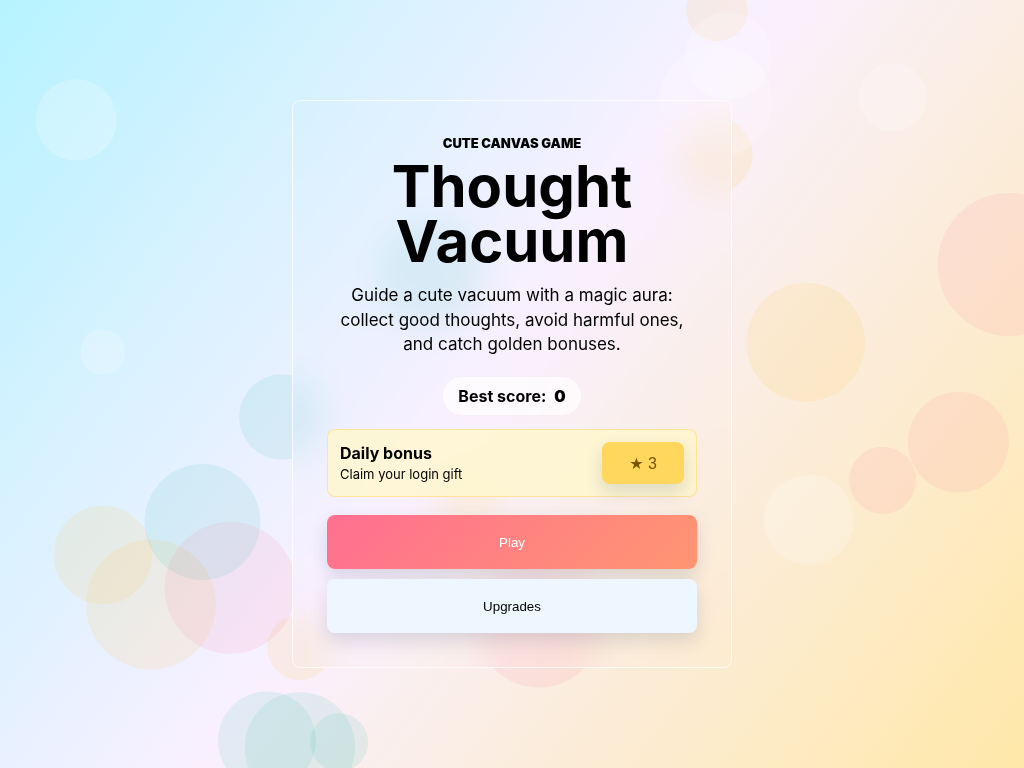 CUTE CANVAS GAME
Thought
Vacuum
Guide a cute vacuum with a magic aura:
collect good thoughts, avoid harmful ones,
and catch golden bonuses.
Best score: 0
Daily bonus
Claim your login gift
★ 3
Play
Upgrades